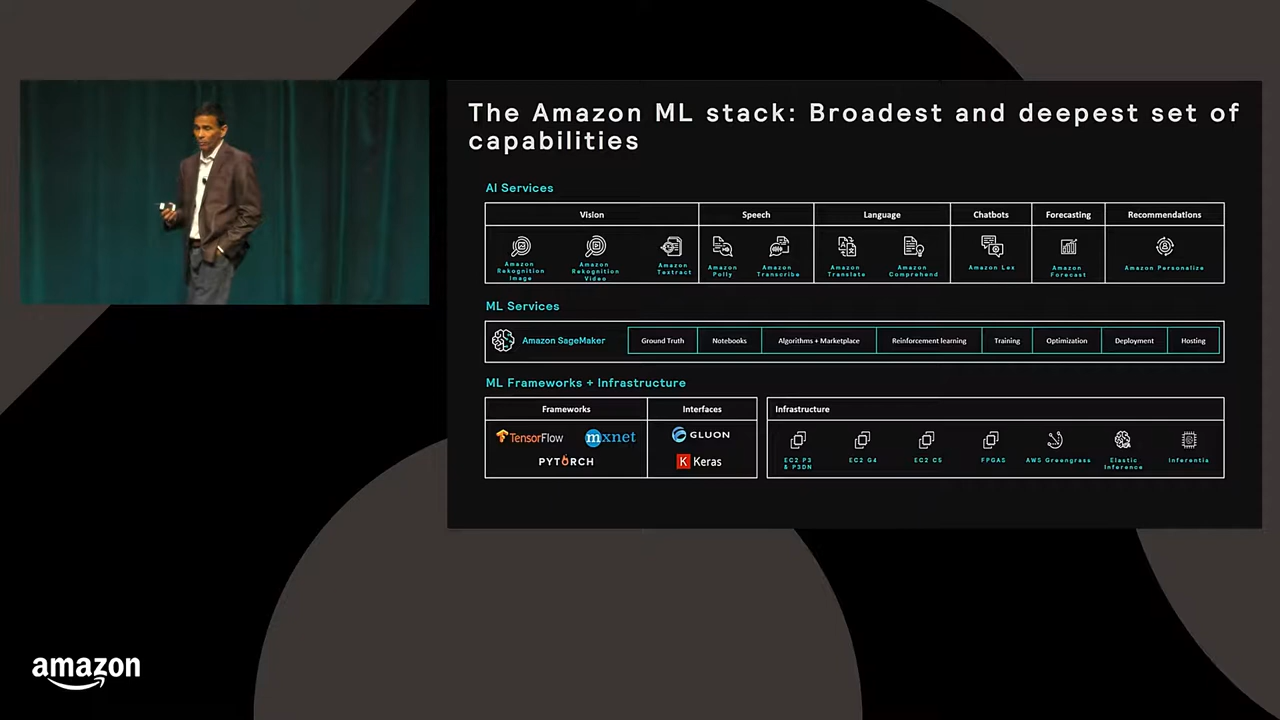 The Amazon ML stack: Broadest and deepest set of
capabilities
AI Services
Vision
Speech
Language
Chatbots
Forecasting
Recommendations
Amazon
Rekognition
Image
Amazon
Rekognition
Video
Amazon
Textract
Amazon
Polly
Amazon
Transcribe
Amazon
Translate
Amazon
Comprehend
Amazon Lex
Amazon
Forecast
Amazon Personalize
ML Services
Amazon SageMaker
Ground Truth
Notebooks
Algorithms + Marketplace
Reinforcement learning
Training
Optimization
Deployment
Hosting
ML Frameworks + Infrastructure
Frameworks
Interfaces
Infrastructure
TensorFlow
mxnet
PYTORCH
GLUON
K Keras
EC2 P3
& P3DN
EC2 G4
EC2 C5
FPGAS
AWS Greengrass
Elastic
Inference
Inferentia
amazon